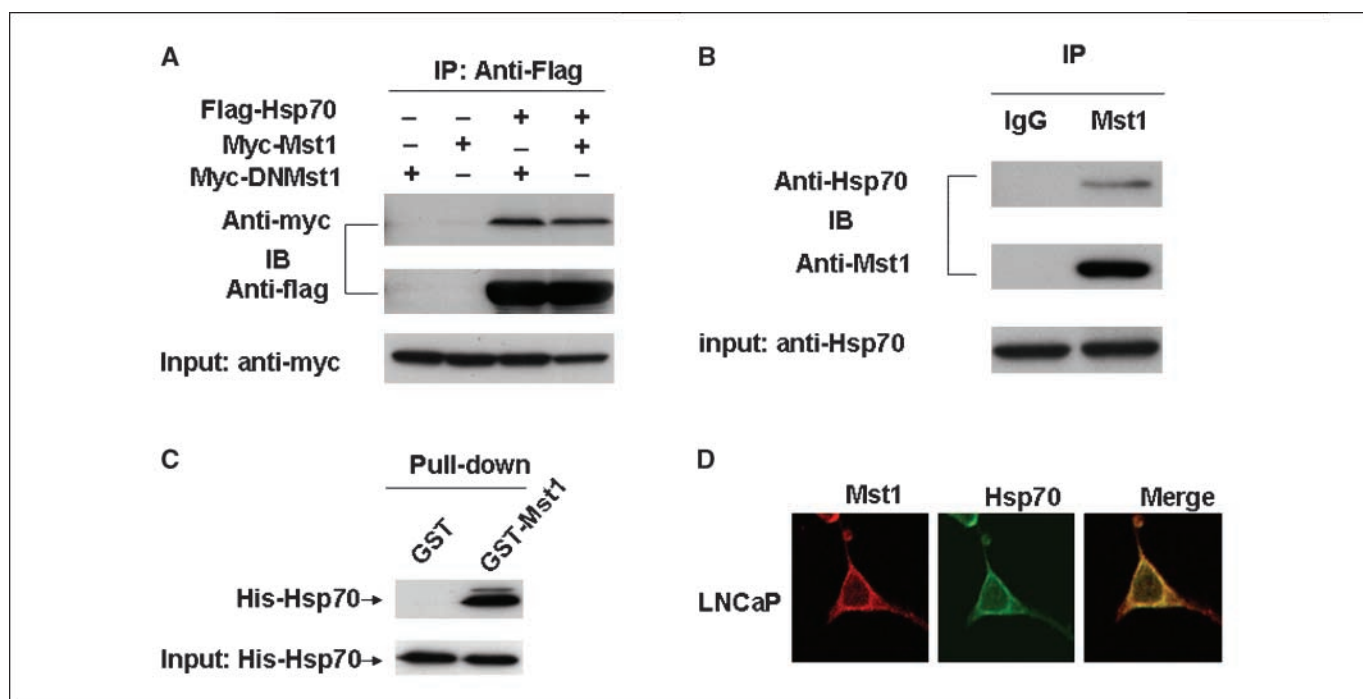 A
IP: Anti-Flag
Flag-Hsp70 – – + +
Myc-Mst1 – + – +
Myc-DNMst1 + – + –
Anti-myc
IB
Anti-flag
Input: anti-myc
B
IP
IgG Mst1
Anti-Hsp70
IB
Anti-Mst1
input: anti-Hsp70
C
Pull-down
GST GST-Mst1
His-Hsp70→
Input: His-Hsp70→
D
Mst1 Hsp70 Merge
LNCaP